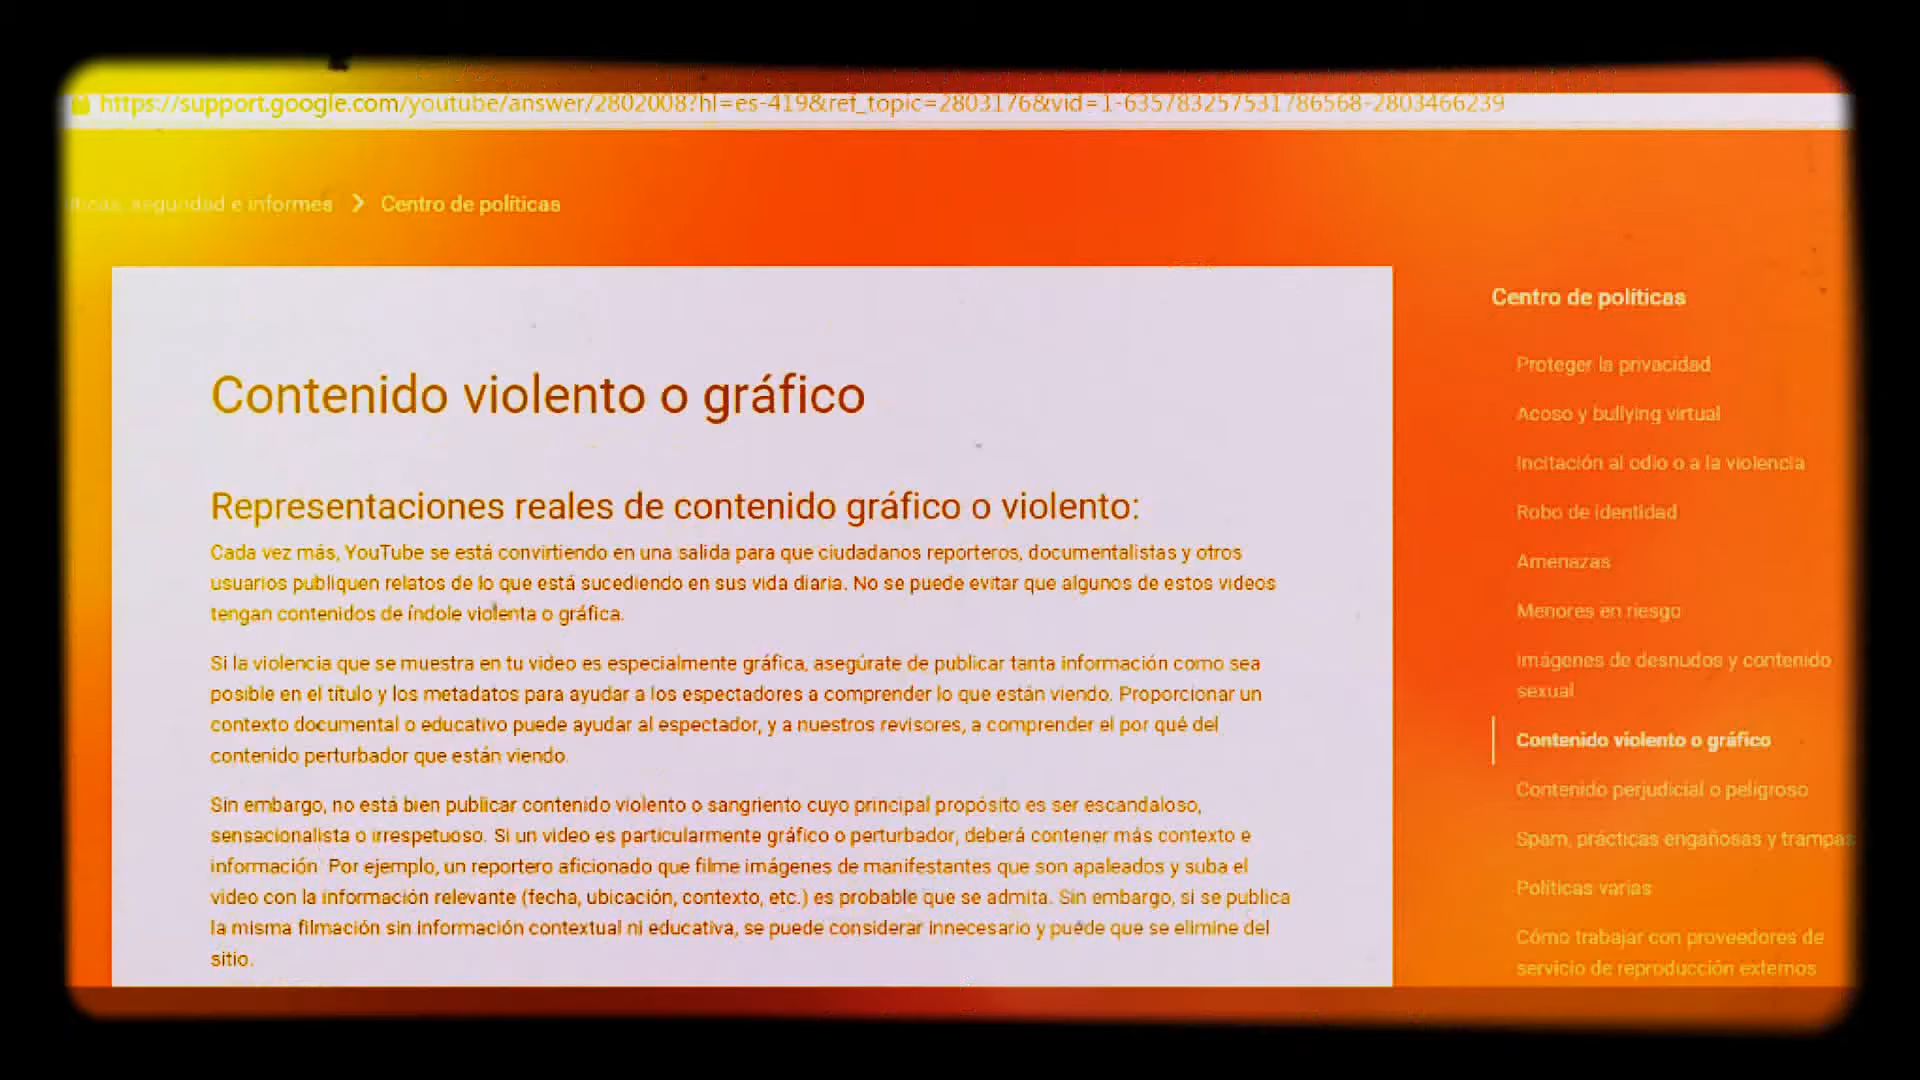 https://support.google.com/youtube/answer/2802008?hl=es-419&ref_topic=2803176&vid=1-635783257531786568-2803466239
seguridad e informes > Centro de políticas
Contenido violento o gráfico
Representaciones reales de contenido gráfico o violento:
Cada vez más, YouTube se está convirtiendo en una salida para que ciudadanos reporteros, documentalistas y otros
usuarios publiquen relatos de lo que está sucediendo en sus vida diaria. No se puede evitar que algunos de estos videos
tengan contenidos de índole violenta o gráfica.
Si la violencia que se muestra en tu video es especialmente gráfica, asegúrate de publicar tanta información como sea
posible en el título y los metadatos para ayudar a los espectadores a comprender lo que están viendo. Proporcionar un
contexto documental o educativo puede ayudar al espectador, y a nuestros revisores, a comprender el por qué del
contenido perturbador que están viendo.
Sin embargo, no está bien publicar contenido violento o sangriento cuyo principal propósito es ser escandaloso,
sensacionalista o irrespetuoso. Si un video es particularmente gráfico o perturbador, deberá contener más contexto e
información. Por ejemplo, un reportero aficionado que filme imágenes de manifestantes que son apaleados y suba el
video con la información relevante (fecha, ubicación, contexto, etc.) es probable que se admita. Sin embargo, si se publica
la misma filmación sin información contextual ni educativa, se puede considerar innecesario y puede que se elimine del
sitio.
Centro de políticas
Proteger la privacidad
Acoso y bullying virtual
Incitación al odio o a la violencia
Robo de identidad
Amenazas
Menores en riesgo
Imágenes de desnudos y contenido
sexual
Contenido violento o gráfico
Contenido perjudicial o peligroso
Spam, prácticas engañosas y trampas
Políticas varias
Cómo trabajar con proveedores de
servicio de reproducción externos